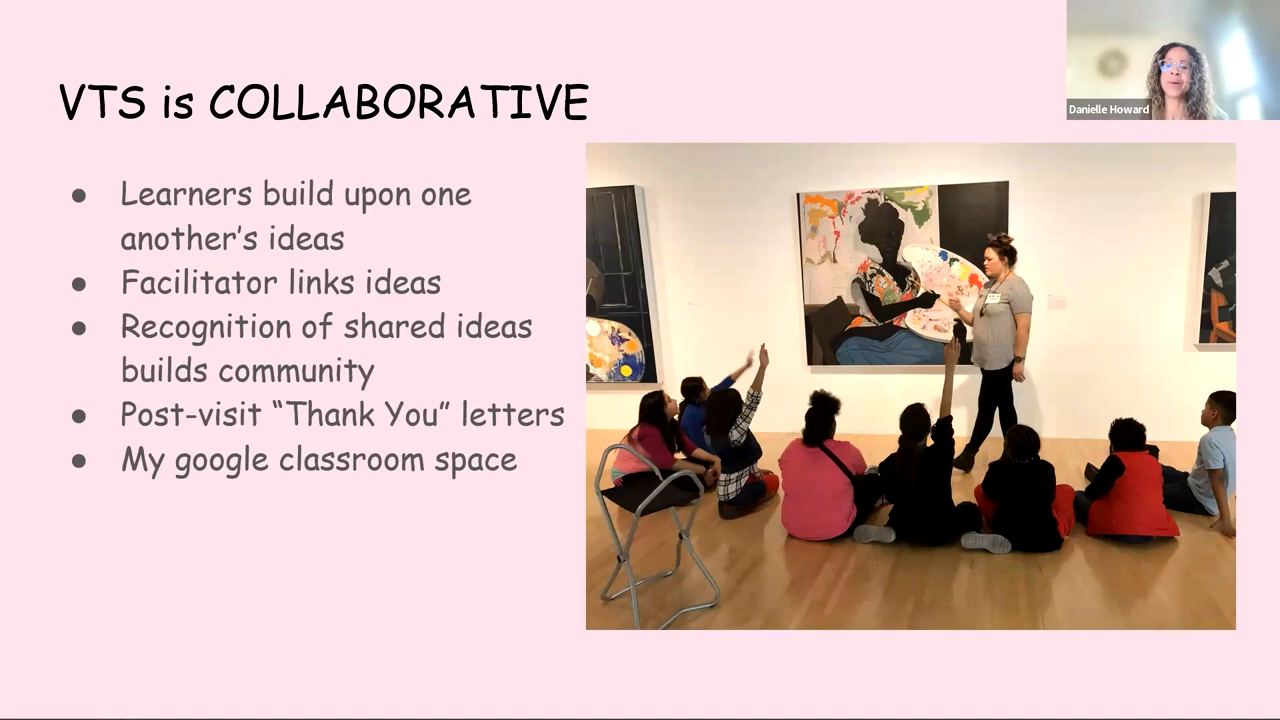 VTS is COLLABORATIVE
Danielle Howard
● Learners build upon one
another’s ideas
● Facilitator links ideas
● Recognition of shared ideas
builds community
● Post-visit “Thank You” letters
● My google classroom space